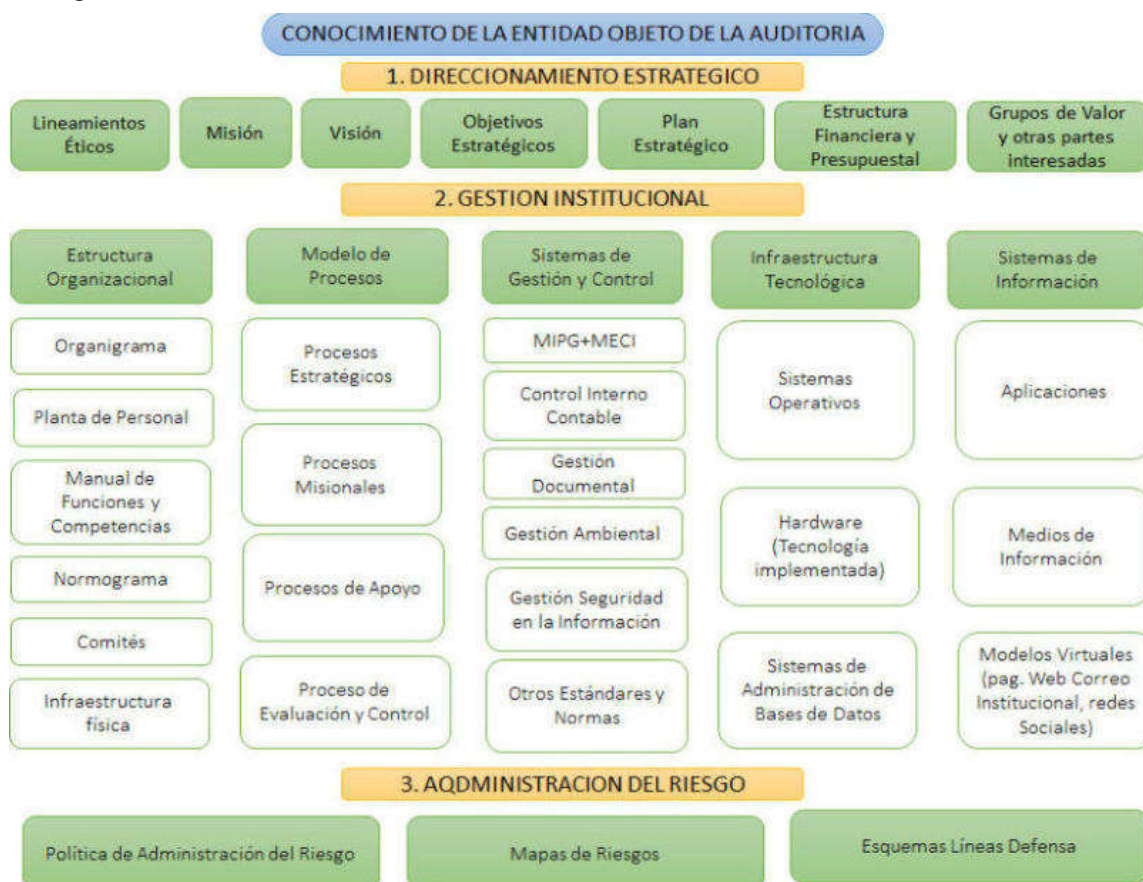 CONOCIMIENTO DE LA ENTIDAD OBJETO DE LA AUDITORIA
1. DIRECCIONAMIENTO ESTRATEGICO
Lineamientos
Éticos
Misión
Visión
Objetivos
Estratégicos
Plan
Estratégico
Estructura
Financiera y
Presupuestal
Grupos de Valor
y otras partes
interesadas
2. GESTION INSTITUCIONAL
Estructura
Organizacional
Organigrama
Planta de Personal
Manual de
Funciones y
Competencias
Normograma
Comités
Infraestructura
física
Modelo de
Procesos
Procesos
Estratégicos
Procesos
Misionales
Procesos de Apoyo
Proceso de
Evaluación y Control
Sistemas de
Gestión y Control
MIPG+MECI
Control Interno
Contable
Gestión
Documental
Gestión Ambiental
Gestión Seguridad
en la Información
Otros Estándares y
Normas
Infraestructura
Tecnológica
Sistemas
Operativos
Hardware
(Tecnología
implementada)
Sistemas de
Administración de
Bases de Datos
Sistemas de
Información
Aplicaciones
Medios de
Información
Modelos Virtuales
(pag. Web Correo
Institucional, redes
Sociales)
3. AQDMINISTRACION DEL RIESGO
Política de Administración del Riesgo
Mapas de Riesgos
Esquemas Líneas Defensa